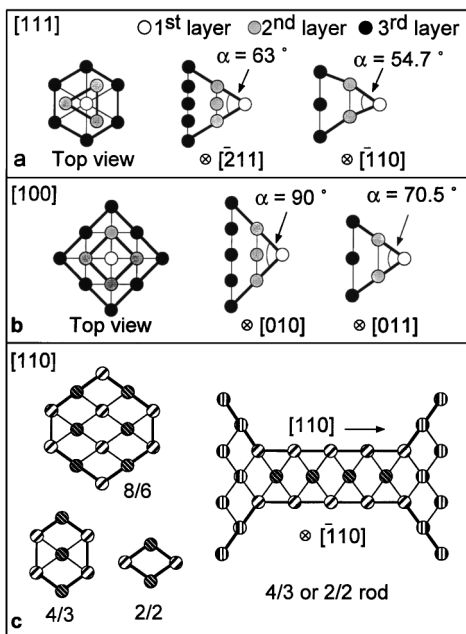 [111] 1st layer 2nd layer 3rd layer
α = 63 ° α = 54.7 °
a Top view ⊗ [2̄11] ⊗ [1̄10]
[100] α = 90 ° α = 70.5 °
b Top view ⊗ [010] ⊗ [011]
[110]
[110]
8/6
⊗ [1̄10]
4/3 2/2 4/3 or 2/2 rod
c